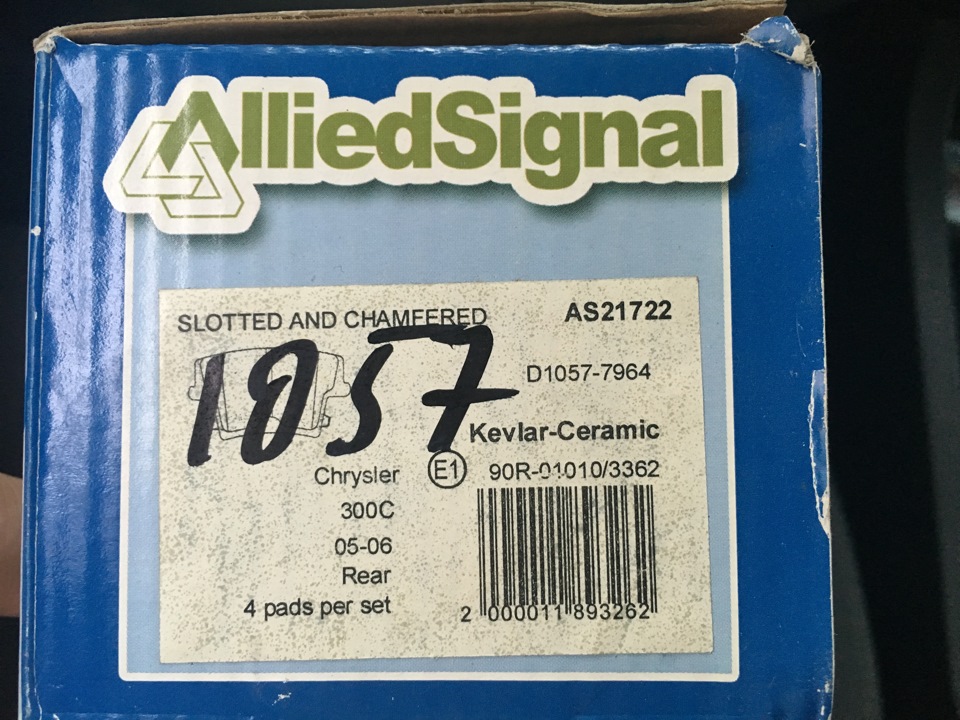 AlliedSignal
SLOTTED AND CHAMFERED
AS21722
1057
D1057-7964
Kevlar-Ceramic
Chrysler
E1
90R-01010/3362
300C
05-06
Rear
4 pads per set
2 000011 893262